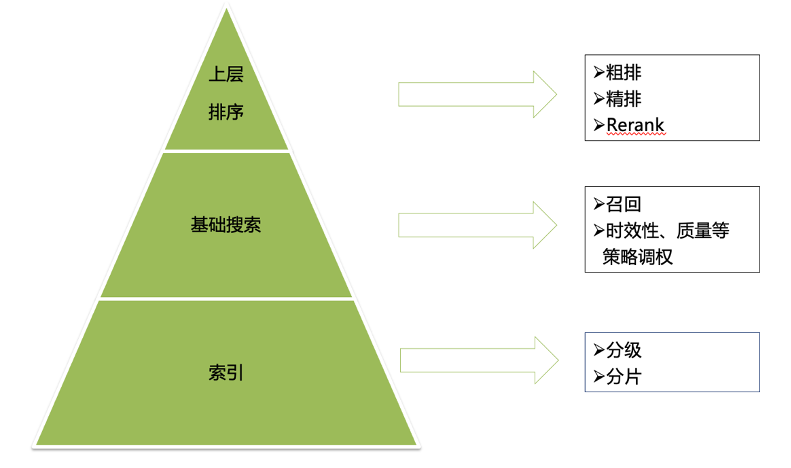 上层
排序
➢粗排
➢精排
➢Rerank
基础搜索
➢召回
➢时效性、质量等
策略调权
索引
➢分级
➢分片